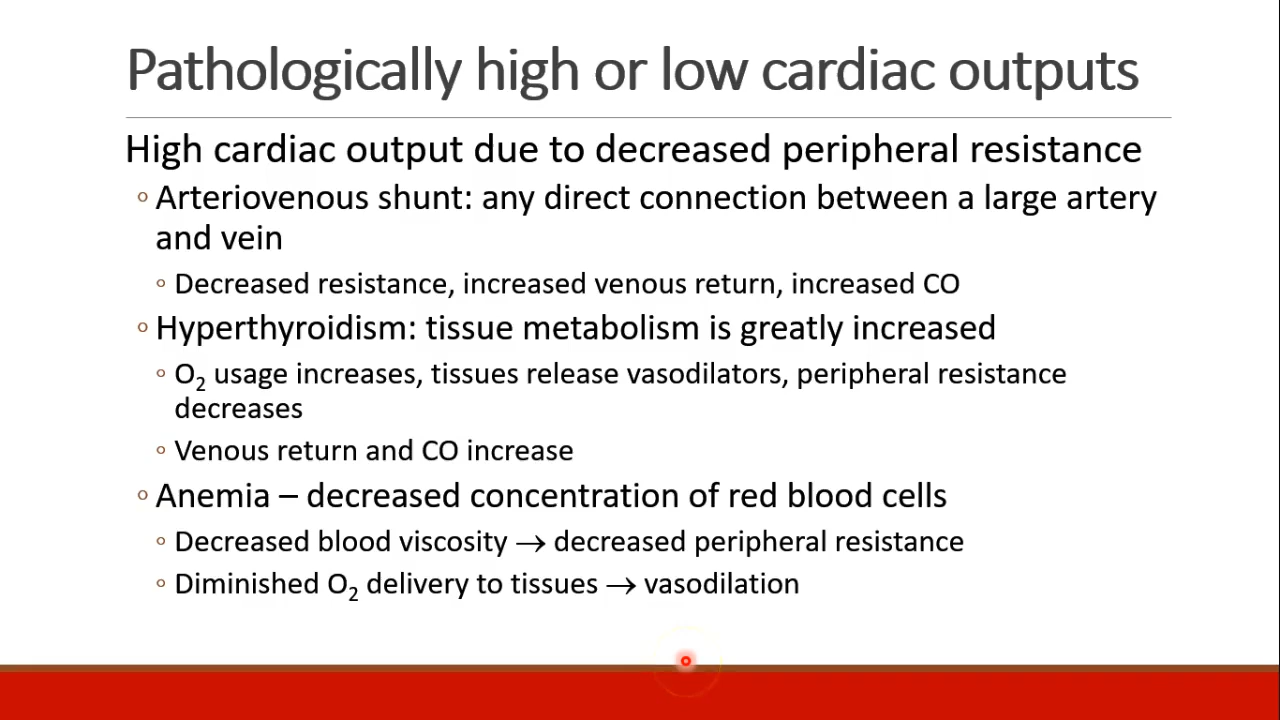 Pathologically high or low cardiac outputs
High cardiac output due to decreased peripheral resistance
◦ Arteriovenous shunt: any direct connection between a large artery
and vein
◦ Decreased resistance, increased venous return, increased CO
◦ Hyperthyroidism: tissue metabolism is greatly increased
◦ O₂ usage increases, tissues release vasodilators, peripheral resistance
decreases
◦ Venous return and CO increase
◦ Anemia – decreased concentration of red blood cells
◦ Decreased blood viscosity → decreased peripheral resistance
◦ Diminished O₂ delivery to tissues → vasodilation